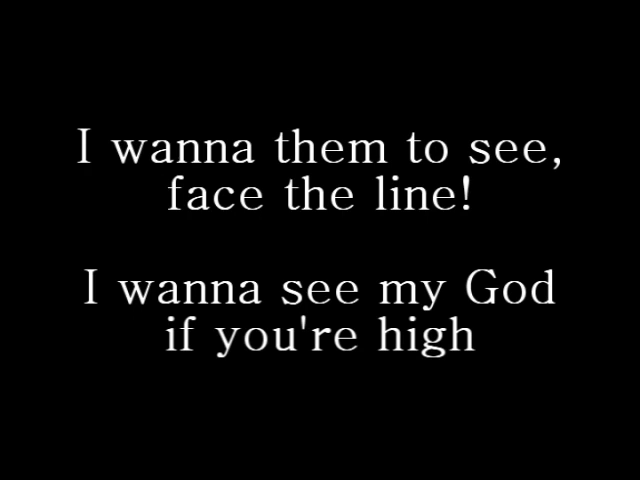 I wanna them to see,
face the line!
I wanna see my God
if you're high